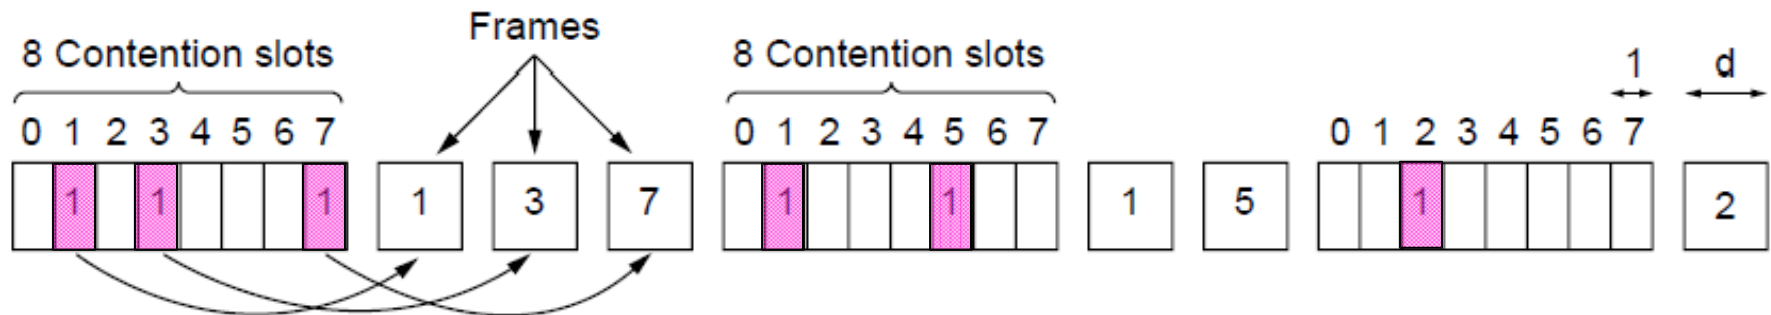 Frames
8 Contention slots 8 Contention slots 1 d
0 1 2 3 4 5 6 7 0 1 2 3 4 5 6 7 0 1 2 3 4 5 6 7
1 1 1 1 3 7 1 1 1 5 1 2